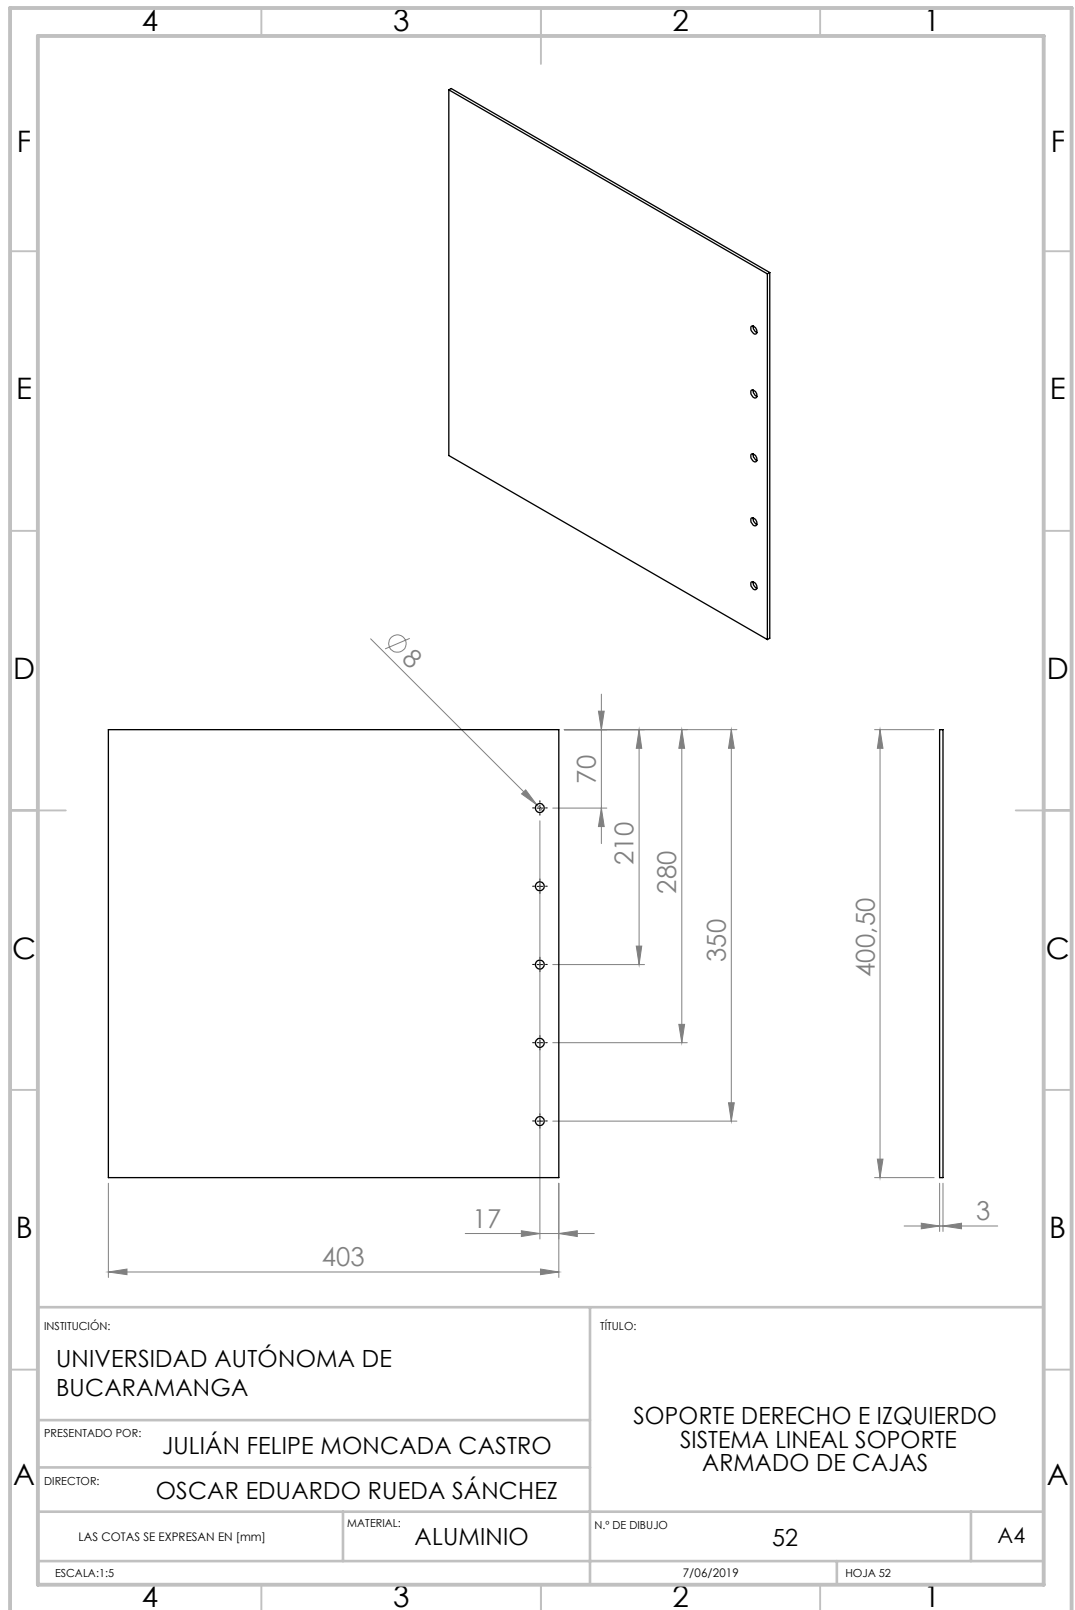 4 3 2 1
F F
E E
D D
Ø8
70
210
280
350
400,50
C C
17
3
403
B B
INSTITUCIÓN:
UNIVERSIDAD AUTÓNOMA DE
BUCARAMANGA
PRESENTADO POR: JULIÁN FELIPE MONCADA CASTRO
DIRECTOR: OSCAR EDUARDO RUEDA SÁNCHEZ
TÍTULO:
SOPORTE DERECHO E IZQUIERDO
SISTEMA LINEAL SOPORTE
ARMADO DE CAJAS
A A
LAS COTAS SE EXPRESAN EN [mm] MATERIAL: ALUMINIO N.º DE DIBUJO 52 A4
ESCALA:1:5 7/06/2019 HOJA 52
4 3 2 1